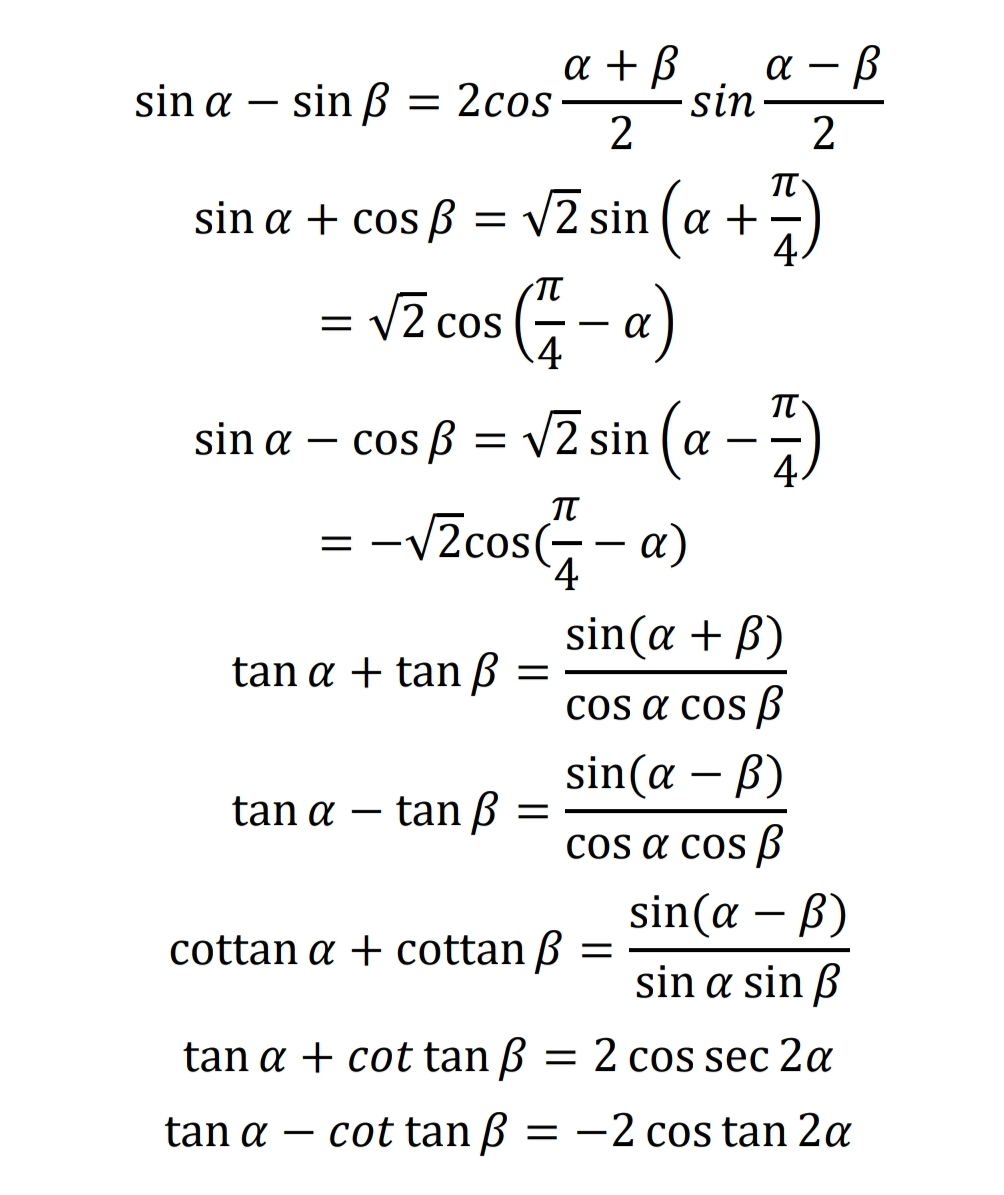 sin α − sin β = 2cos (α + β)/2 sin (α − β)/2
sin α + cos β = √2 sin (α + π/4)
= √2 cos (π/4 − α)
sin α − cos β = √2 sin (α − π/4)
= −√2cos(π/4 − α)
tan α + tan β = sin(α + β)/cos α cos β
tan α − tan β = sin(α − β)/cos α cos β
cottan α + cottan β = sin(α − β)/sin α sin β
tan α + cot tan β = 2 cos sec 2α
tan α − cot tan β = −2 cos tan 2α